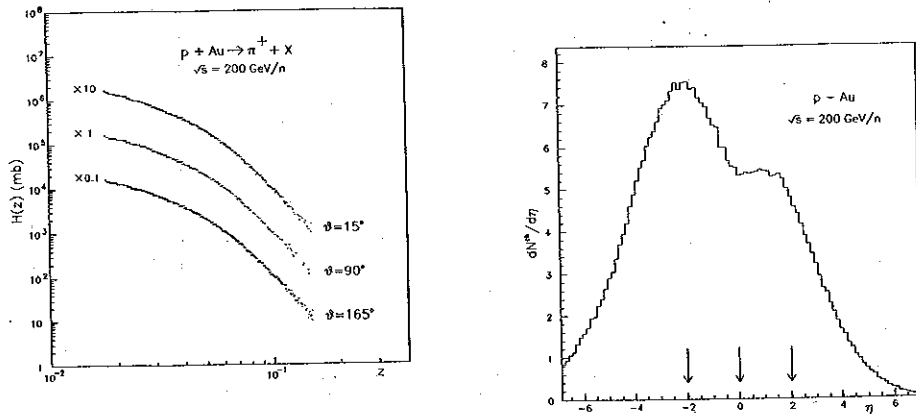 10⁸
10⁷
10⁶
10⁵
10⁴
10³
10²
10
1
H(z) (mb)
p + Au → π⁺ + X
√s = 200 GeV/n
×10
×1
×0.1
ϑ=15°
ϑ=90°
ϑ=165°
10⁻² 10⁻¹ z
8
7
6
5
4
3
2
1
0
dNᶜʰ/dη
p - Au
√s = 200 GeV/n
-6 -4 -2 0 2 4 η 6